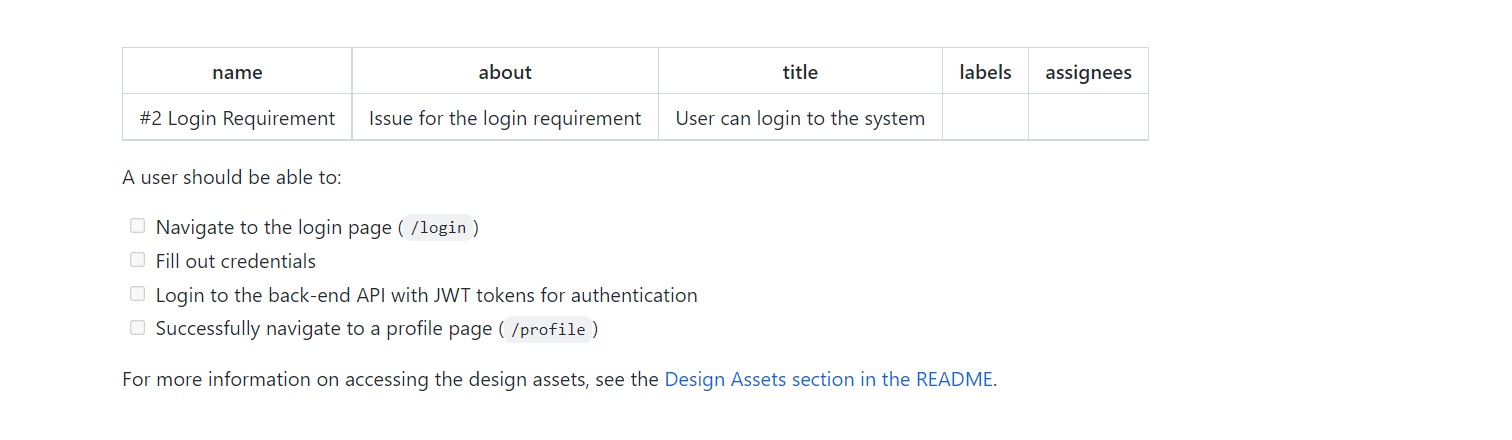 name about title labels assignees
#2 Login Requirement Issue for the login requirement User can login to the system
A user should be able to:
Navigate to the login page ( /login )
Fill out credentials
Login to the back-end API with JWT tokens for authentication
Successfully navigate to a profile page ( /profile )
For more information on accessing the design assets, see the Design Assets section in the README.